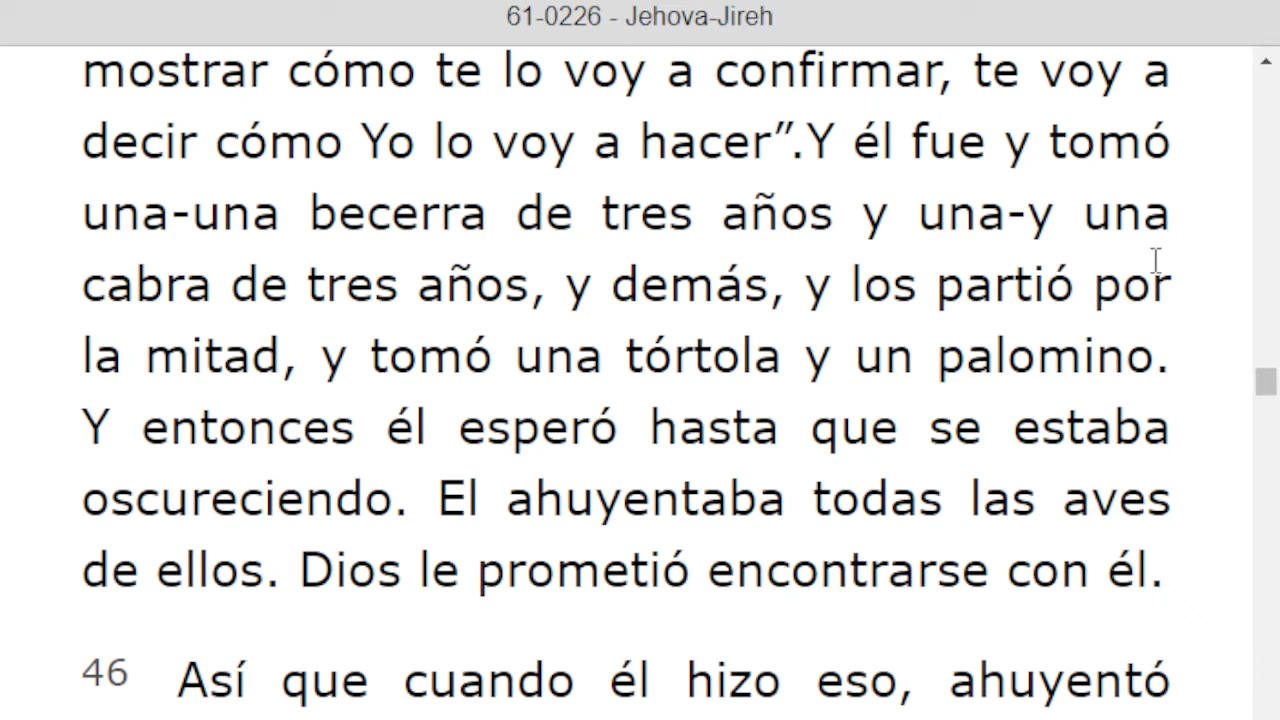 61-0226 - Jehova-Jireh
mostrar cómo te lo voy a confirmar, te voy a
decir cómo Yo lo voy a hacer”.Y él fue y tomó
una-una becerra de tres años y una-y una
cabra de tres años, y demás, y los partió por
la mitad, y tomó una tórtola y un palomino.
Y entonces él esperó hasta que se estaba
oscureciendo. El ahuyentaba todas las aves
de ellos. Dios le prometió encontrarse con él.
46 Así que cuando él hizo eso, ahuyentó